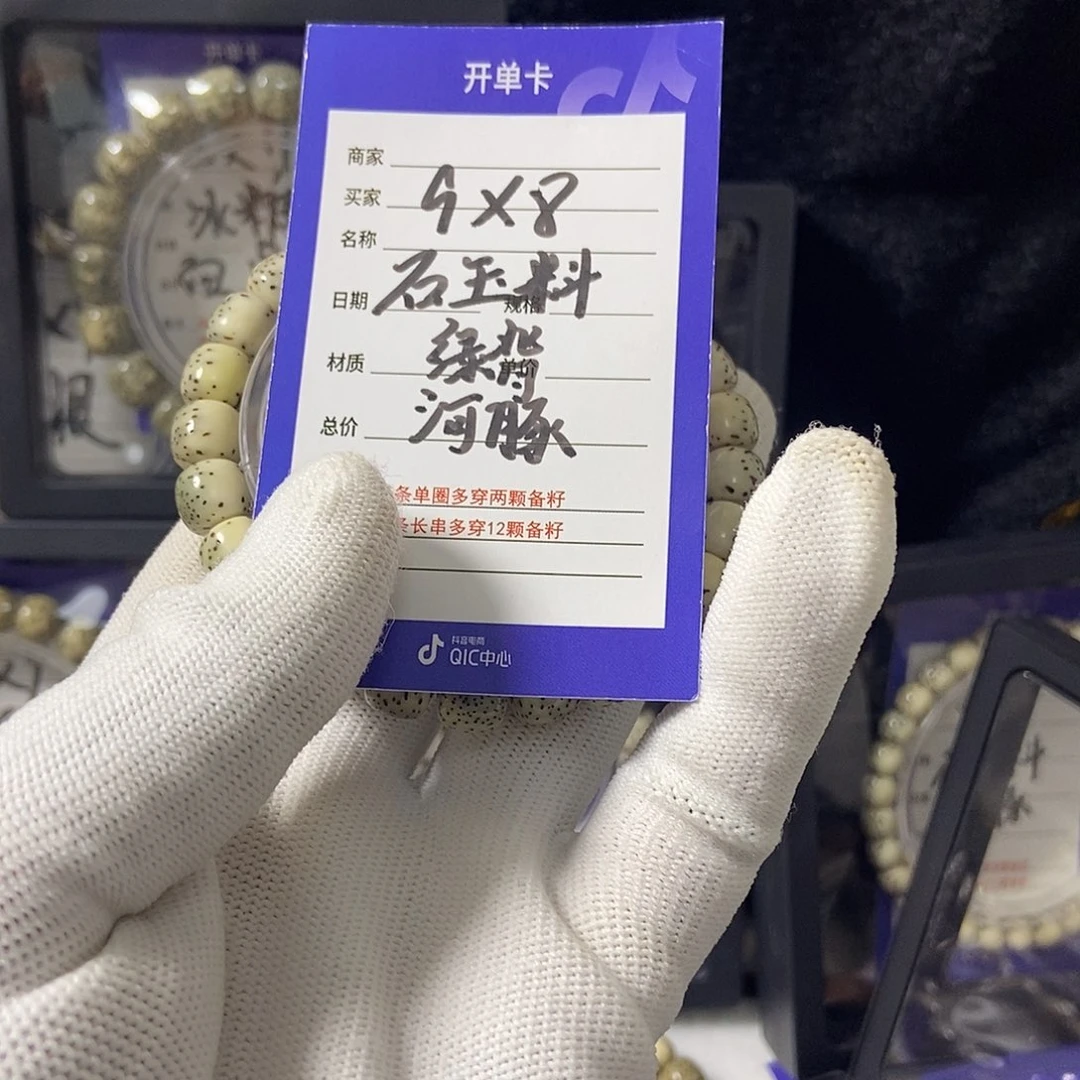 开单卡
商家
买家 9X8
名称
石玉料
日期 规格
绿背
材质 单价
河豚
总价
条单圈多穿两颗备籽
条长串多穿12颗备籽
抖音电商
QIC中心
冰